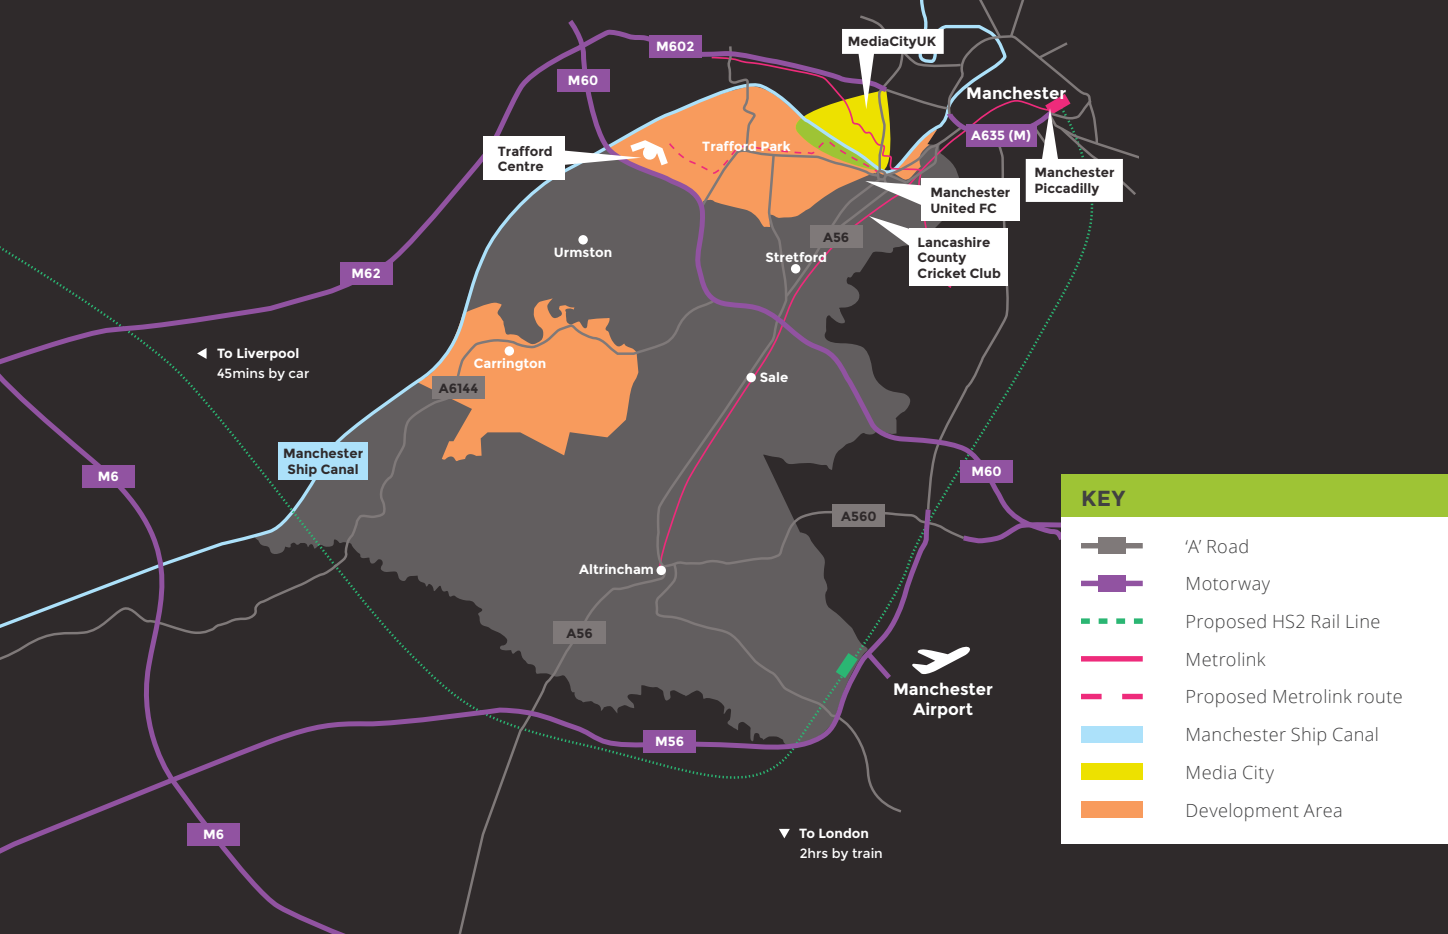 M602
MediaCityUK
M60
Manchester
A635 (M)
Trafford
Centre
Trafford Park
Manchester
Piccadilly
Manchester
United FC
A56
Lancashire
County
Cricket Club
Urmston
Stretford
M62
To Liverpool
45mins by car
Carrington
A6144
Sale
Manchester
Ship Canal
M6
M60
A560
Altrincham
A56
Manchester
Airport
M56
M6
To London
2hrs by train
KEY
‘A’ Road
Motorway
Proposed HS2 Rail Line
Metrolink
Proposed Metrolink route
Manchester Ship Canal
Media City
Development Area